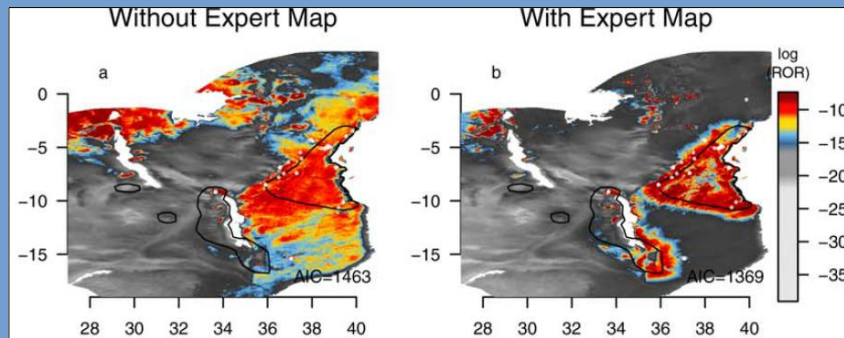 Without Expert Map
With Expert Map
log
(ROR)
a
b
0
−5
−10
−15
0
−5
−10
−15
−10
−15
−20
−25
−30
−35
AIC=1463
AIC=1369
28 30 32 34 36 38 40
28 30 32 34 36 38 40